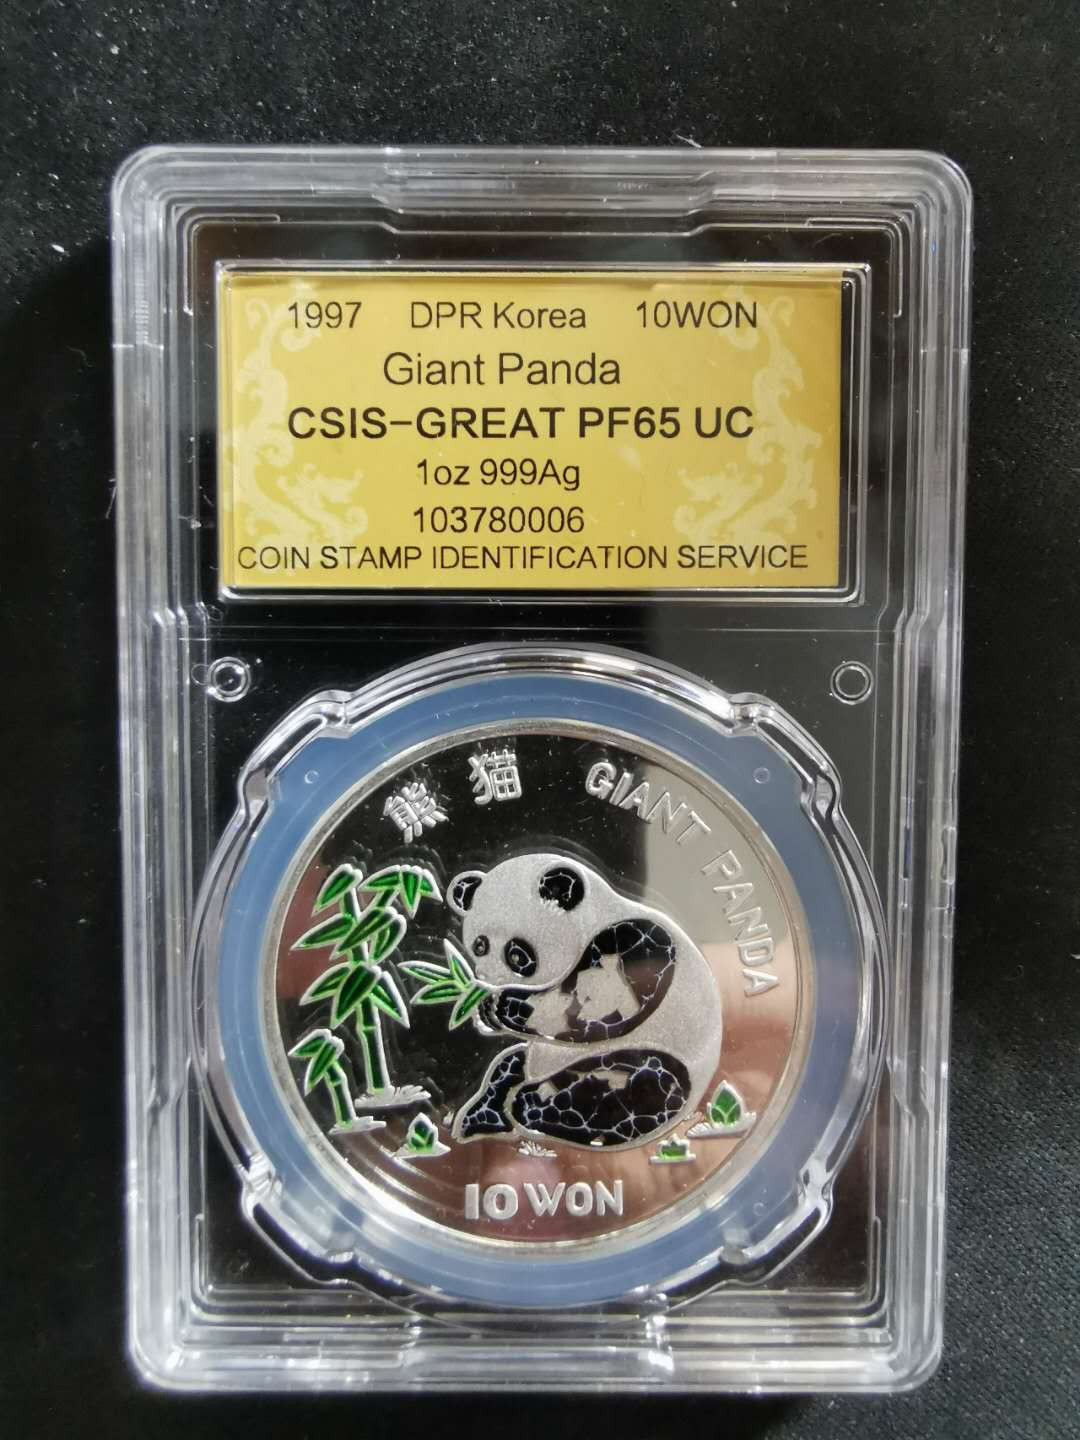 1997 DPR Korea 10WON
Giant Panda
CSIS-GREAT PF65 UC
1oz 999Ag
103780006
COIN STAMP IDENTIFICATION SERVICE
熊猫 GIANT PANDA
10 WON